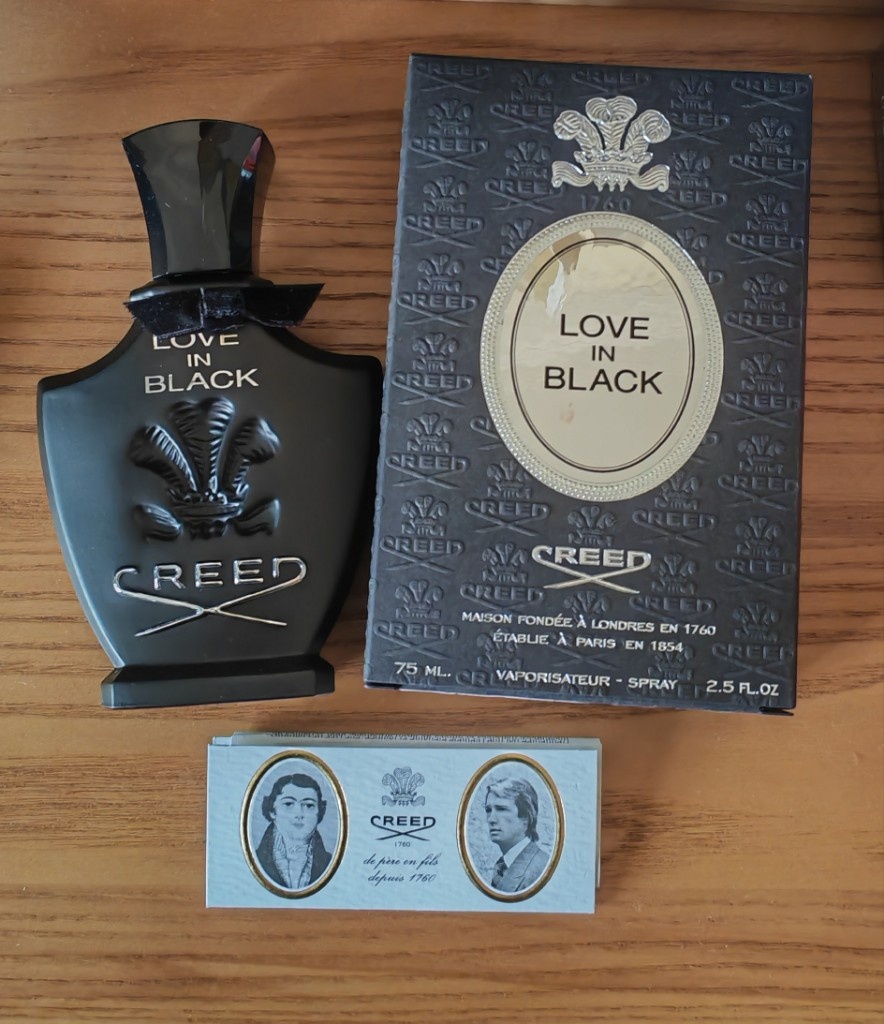 LOVE
IN
BLACK
CREED
1760
LOVE
IN
BLACK
CREED
MAISON FONDÉE À LONDRES EN 1760
ÉTABLIE À PARIS EN 1854
75 ML.
VAPORISATEUR - SPRAY
2.5 FL.OZ
CREED
1760
de père en fils
depuis 1760